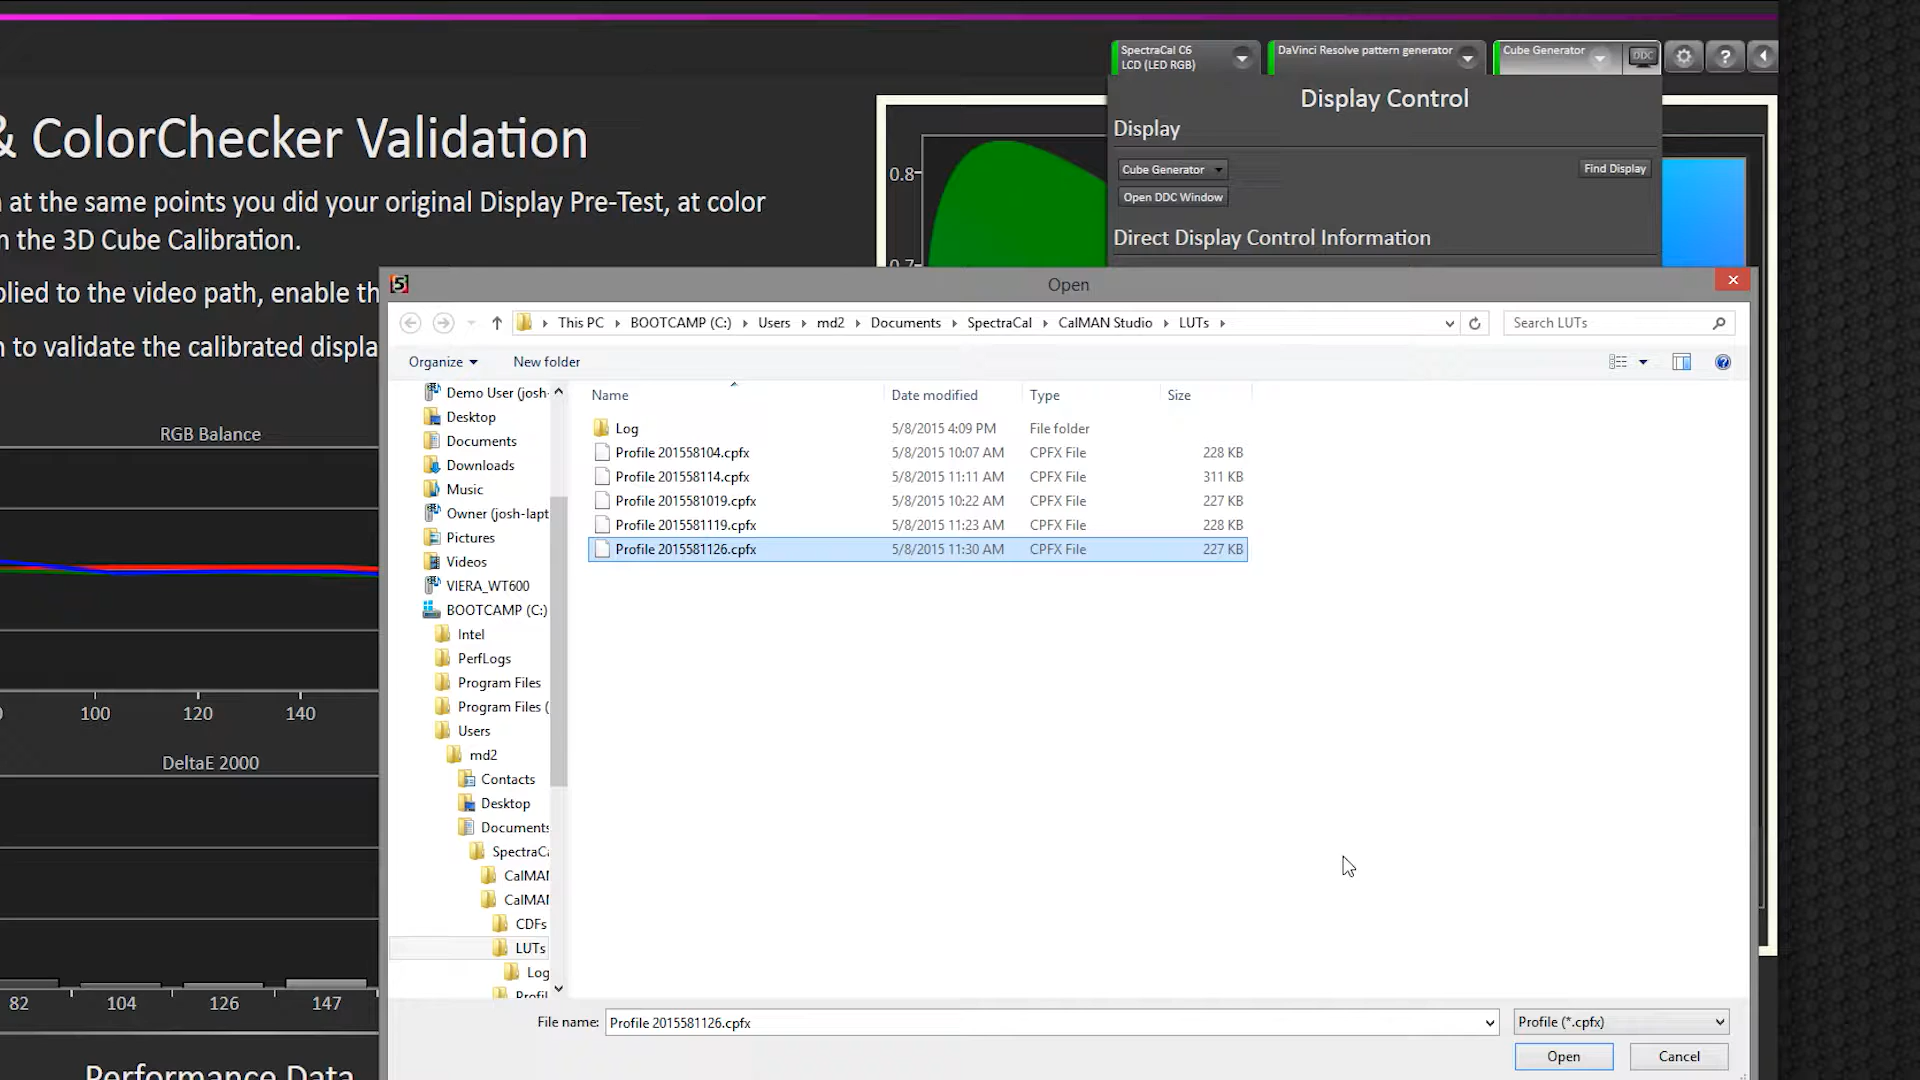 SpectraCal C6
LCD (LED RGB)
DaVinci Resolve pattern generator
Cube Generator
DDC
?
Display Control
Display
Cube Generator
Find Display
Open DDC Window
Direct Display Control Information
& ColorChecker Validation
at the same points you did your original Display Pre-Test, at color
the 3D Cube Calibration.
plied to the video path, enable th
n to validate the calibrated displa
0.8
0.7
RGB Balance
100 120 140
DeltaE 2000
82 104 126 147
Performance Data
5
Open
This PC BOOTCAMP (C:) Users md2 Documents SpectraCal CalMAN Studio LUTs
Search LUTs
Organize New folder
?
Demo User (josh-
Desktop
Documents
Downloads
Music
Owner (josh-lapt
Pictures
Videos
VIERA_WT600
BOOTCAMP (C:)
Intel
PerfLogs
Program Files
Program Files (
Users
md2
Contacts
Desktop
Documents
SpectraCa
CalMAN
CalMAN
CDFs
LUTs
Log
Profil
Name Date modified Type Size
Log 5/8/2015 4:09 PM File folder
Profile 201558104.cpfx 5/8/2015 10:07 AM CPFX File 228 KB
Profile 201558114.cpfx 5/8/2015 11:11 AM CPFX File 311 KB
Profile 2015581019.cpfx 5/8/2015 10:22 AM CPFX File 227 KB
Profile 2015581119.cpfx 5/8/2015 11:23 AM CPFX File 228 KB
Profile 2015581126.cpfx 5/8/2015 11:30 AM CPFX File 227 KB
File name: Profile 2015581126.cpfx
Profile (*.cpfx)
Open Cancel